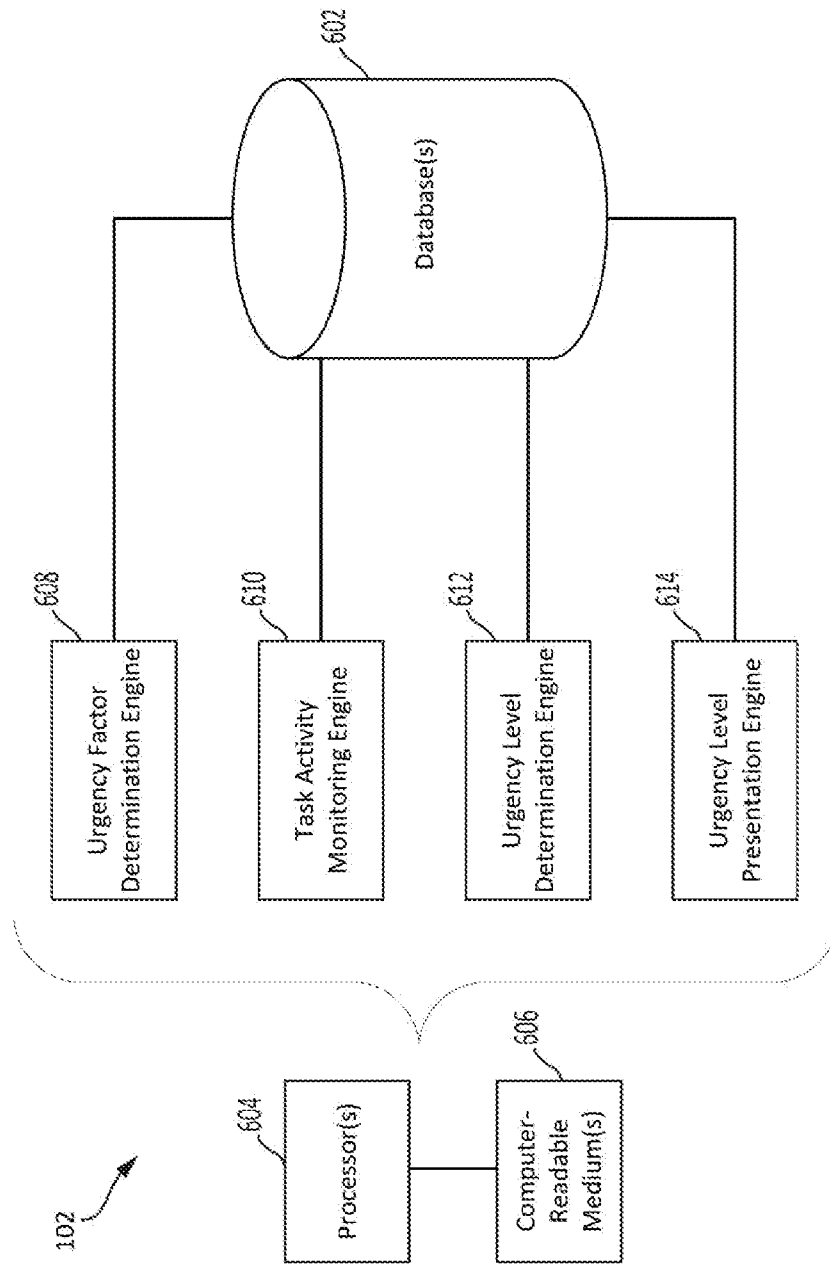 102
604
Processor(s)
606
Computer-
Readable
Medium(s)
608
Urgency Factor
Determination Engine
610
Task Activity
Monitoring Engine
612
Urgency Level
Determination Engine
614
Urgency Level
Presentation Engine
602
Database(s)